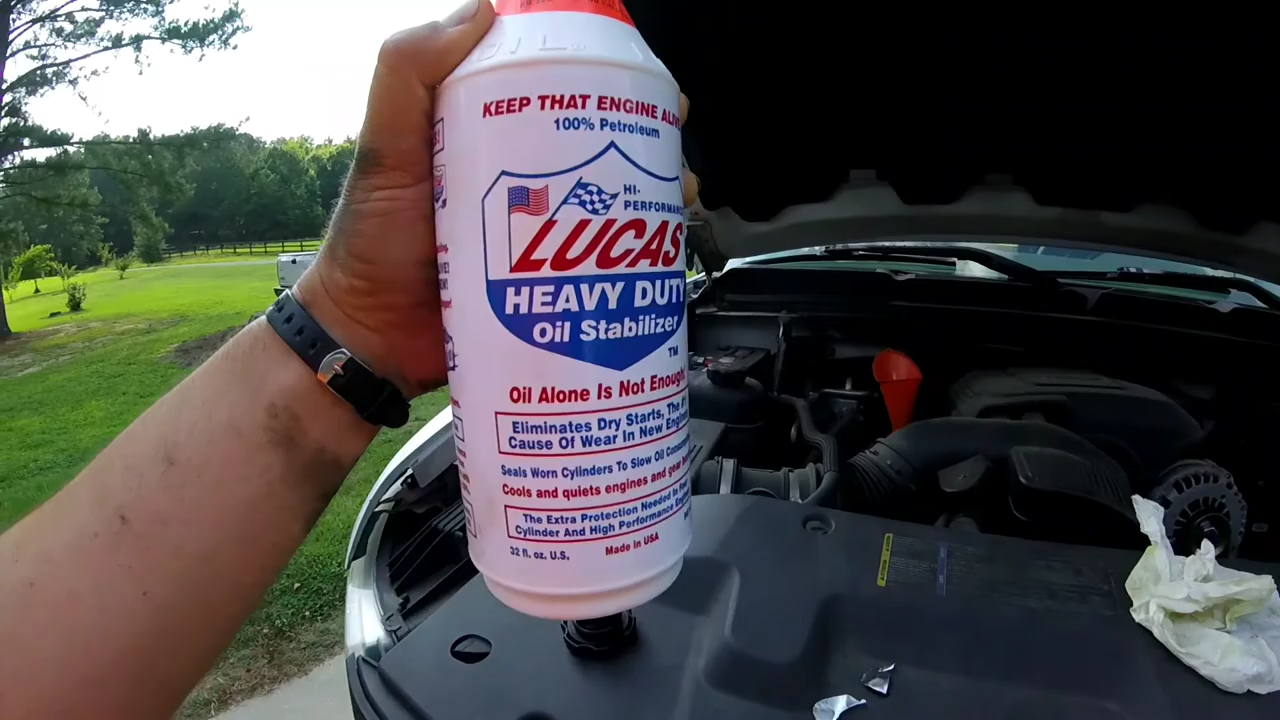 OIL.
KEEP THAT ENGINE ALIVE
100% Petroleum
HI-
PERFORMANCE
LUCAS
HEAVY DUTY
Oil Stabilizer
TM
Oil Alone Is Not Enough!
Eliminates Dry Starts, The #1
Cause Of Wear In New Engines
Seals Worn Cylinders To Slow Oil
Cools and quiets engines and gear
The Extra Protection Needed In
Cylinder And High Performance
32 fl. oz. U.S.
Made in USA